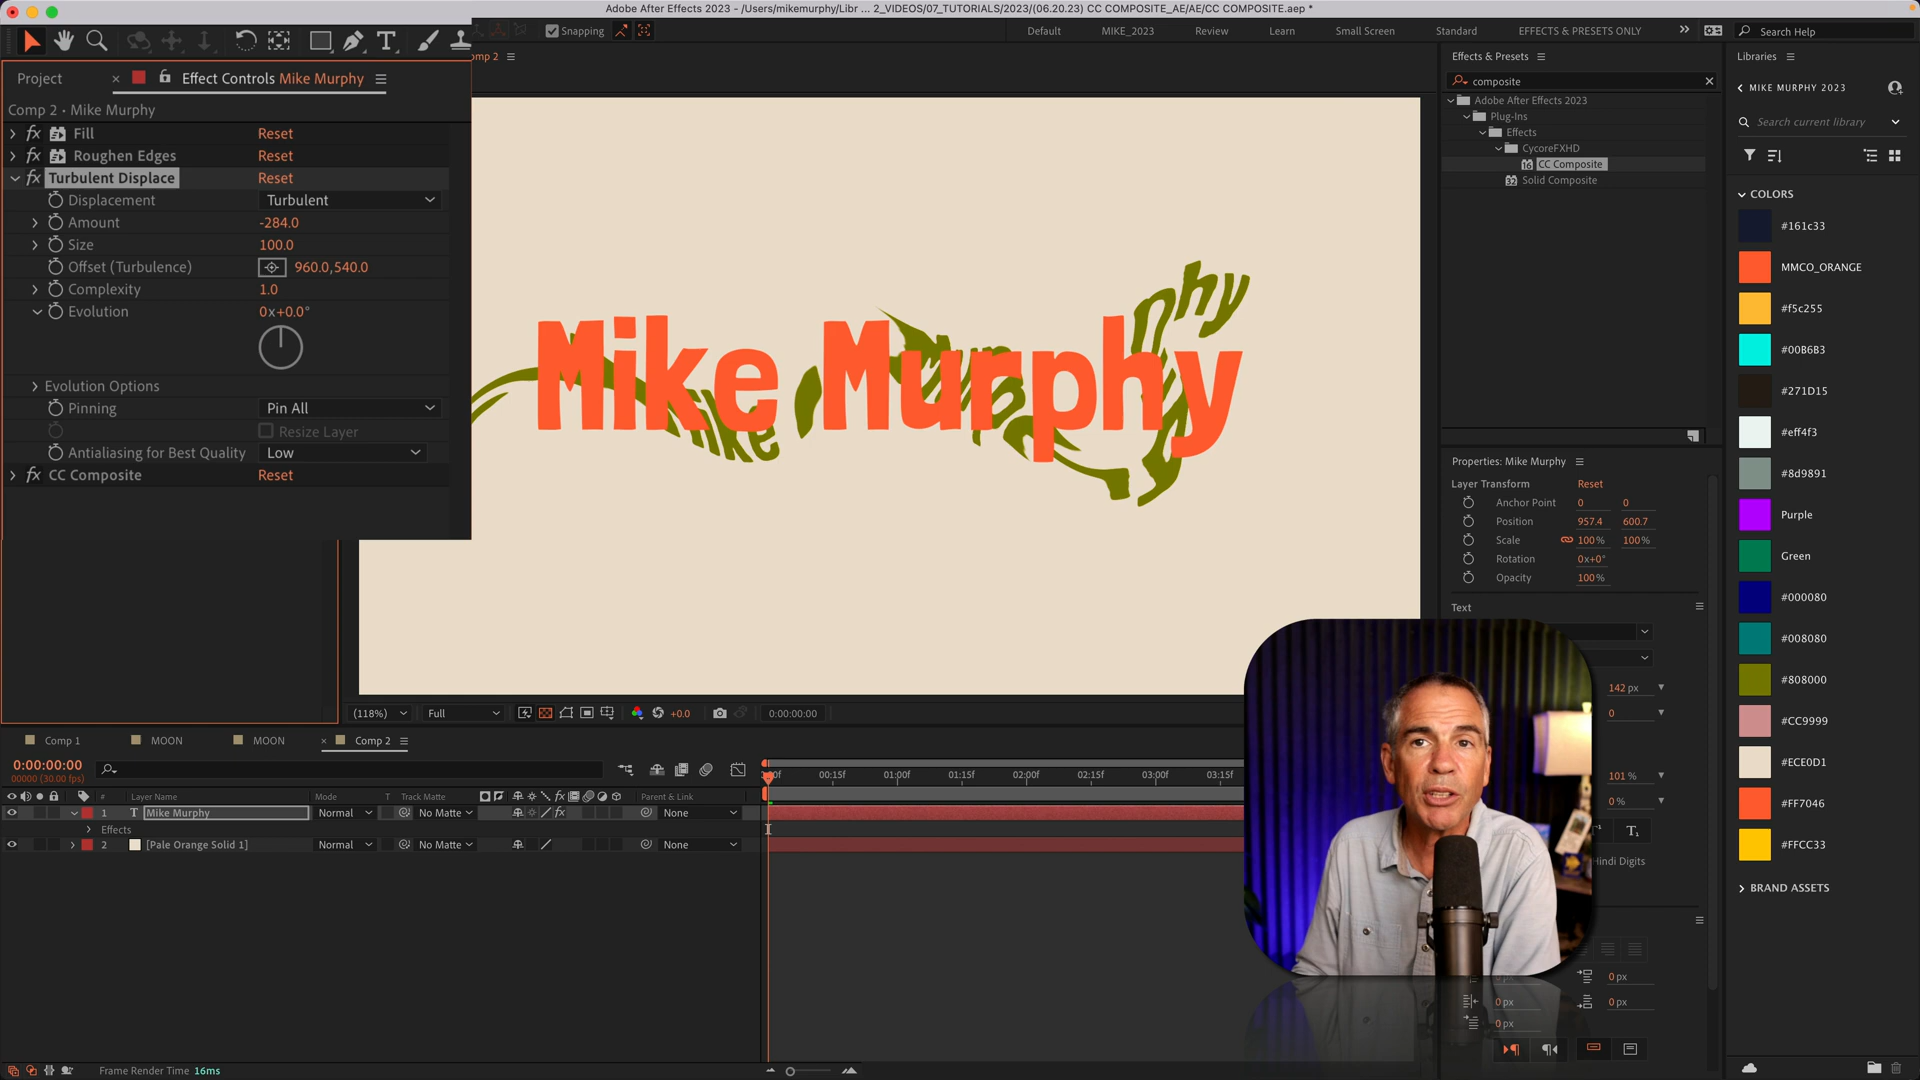 Adobe After Effects 2023 - /Users/mikemurphy/Libr ... 2_VIDEOS/07_TUTORIALS/2023/(06.20.23) CC COMPOSITE_AE/AE/CC COMPOSITE.aep *
Snapping
Default
MIKE_2023
Review
Learn
Small Screen
Standard
EFFECTS & PRESETS ONLY
Search Help
Project
Effect Controls Mike Murphy
Comp 2 • Mike Murphy
Fill Reset
Roughen Edges Reset
Turbulent Displace Reset
Displacement Turbulent
Amount -284.0
Size 100.0
Offset (Turbulence) 960.0,540.0
Complexity 1.0
Evolution 0x+0.0°
Evolution Options
Pinning Pin All
Resize Layer
Antialiasing for Best Quality Low
CC Composite Reset
mp 2
Mike Murphy
(118%)
Full
+0.0
0:00:00:00
Effects & Presets
composite
Adobe After Effects 2023
Plug-Ins
Effects
CycoreFXHD
CC Composite
Solid Composite
Properties: Mike Murphy
Layer Transform Reset
Anchor Point 0 0
Position 957.4 600.7
Scale 100% 100%
Rotation 0x+0°
Opacity 100%
Text
142 px
0
101 %
0 %
Hindi Digits
0 px
0 px 0 px
0 px
Libraries
MIKE MURPHY 2023
Search current library
COLORS
#161c33
MMCO_ORANGE
#f5c255
#00B6B3
#271D15
#eff4f3
#8d9891
Purple
Green
#000080
#008080
#808000
#CC9999
#ECE0D1
#FF7046
#FFCC33
BRAND ASSETS
Comp 1
MOON
MOON
Comp 2
0:00:00:00
00000 (30.00 fps)
# Layer Name Mode T Track Matte Parent & Link
1 T Mike Murphy Normal No Matte None
Effects
2 [Pale Orange Solid 1] Normal No Matte None
00:15f 01:00f 01:15f 02:00f 02:15f 03:00f 03:15f
Frame Render Time 16ms